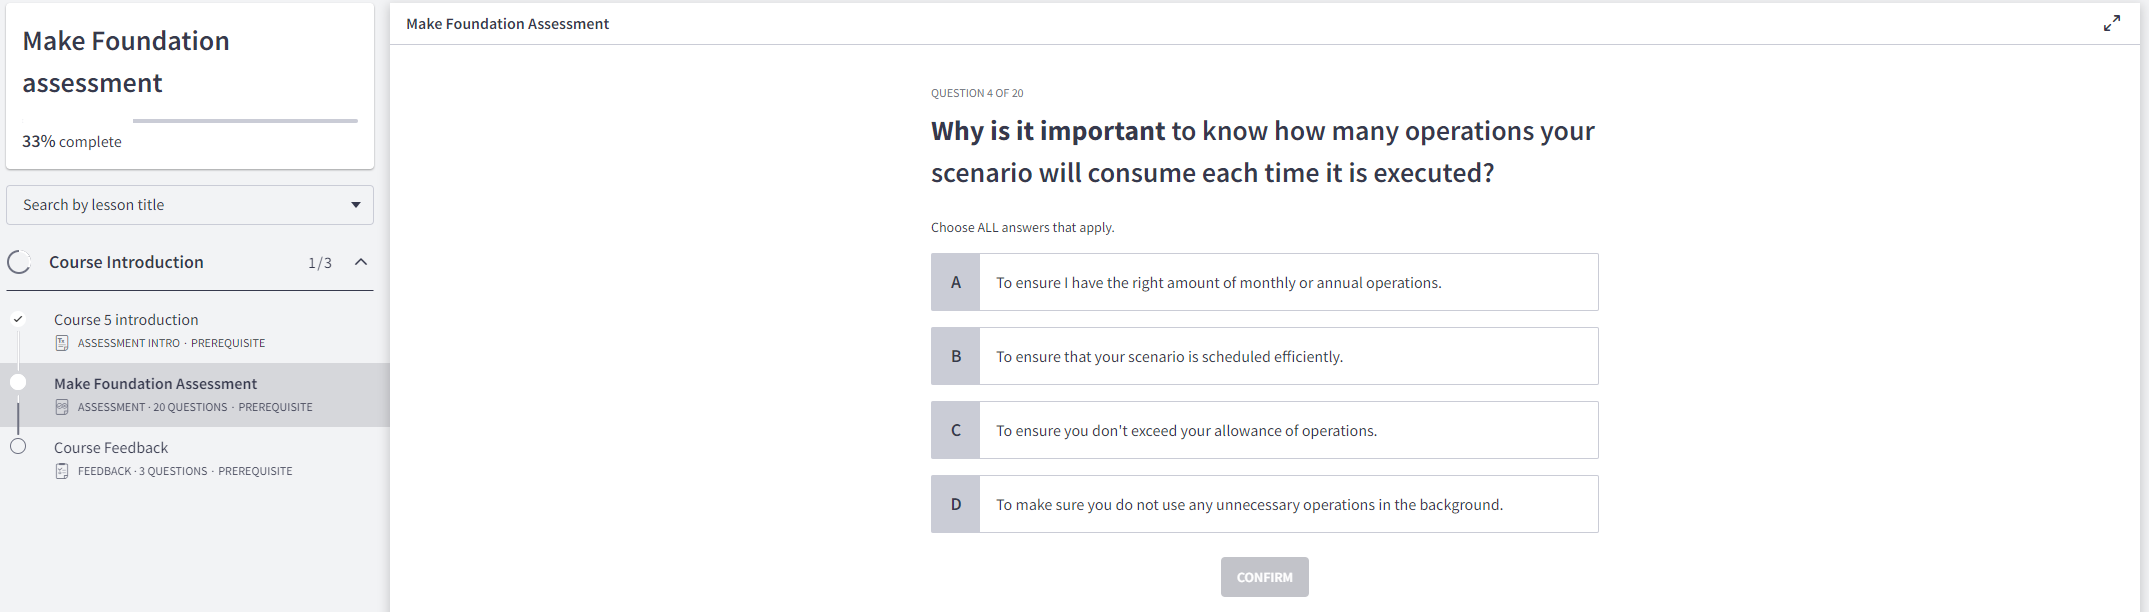 Make Foundation
assessment
33% complete
Search by lesson title
Course Introduction 1/3
Course 5 introduction
ASSESSMENT INTRO · PREREQUISITE
Make Foundation Assessment
ASSESSMENT · 20 QUESTIONS · PREREQUISITE
Course Feedback
FEEDBACK · 3 QUESTIONS · PREREQUISITE
Make Foundation Assessment
QUESTION 4 OF 20
Why is it important to know how many operations your
scenario will consume each time it is executed?
Choose ALL answers that apply.
A To ensure I have the right amount of monthly or annual operations.
B To ensure that your scenario is scheduled efficiently.
C To ensure you don't exceed your allowance of operations.
D To make sure you do not use any unnecessary operations in the background.
CONFIRM